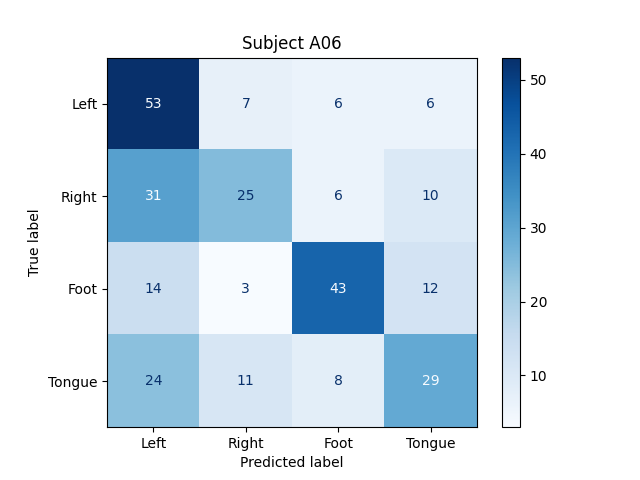 Subject A06
Left 53 7 6 6
Right 31 25 6 10
Foot 14 3 43 12
Tongue 24 11 8 29
Left Right Foot Tongue
Predicted label
True label
50
40
30
20
10